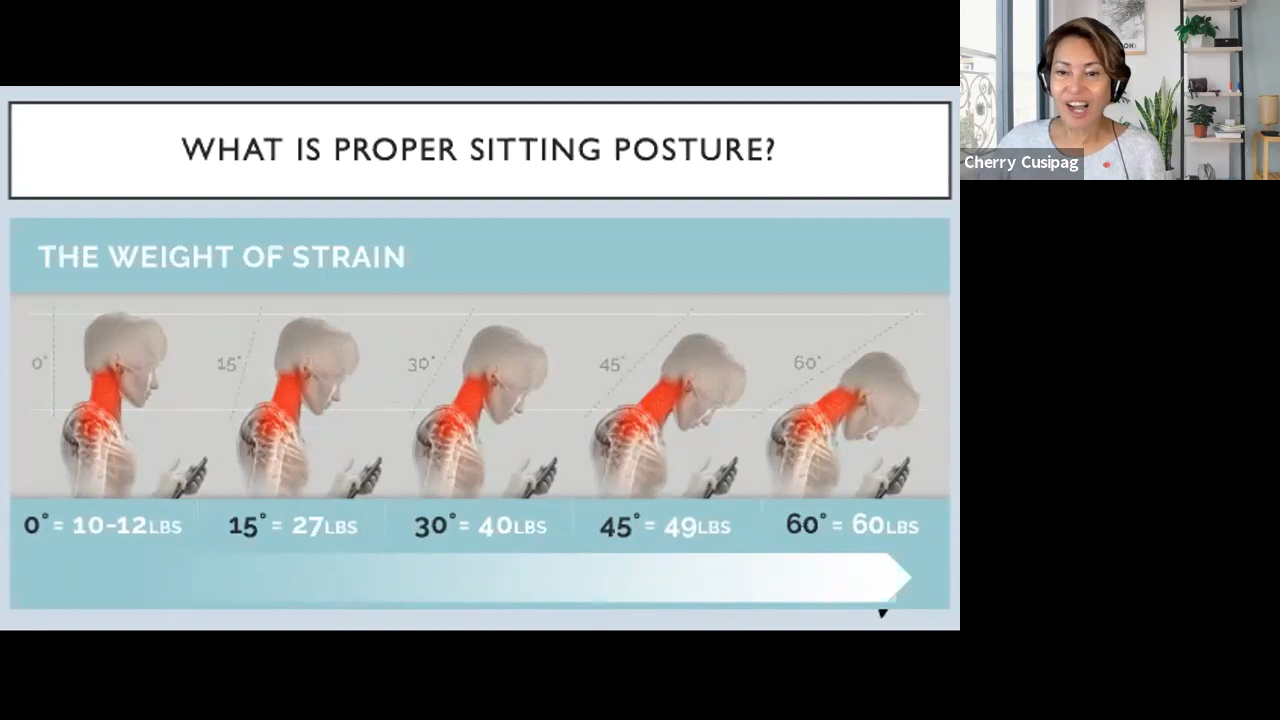 WHAT IS PROPER SITTING POSTURE?
THE WEIGHT OF STRAIN
0° 15° 30° 45° 60°
0° = 10-12LBS 15° = 27LBS 30° = 40LBS 45° = 49LBS 60° = 60LBS
Cherry Cusipag